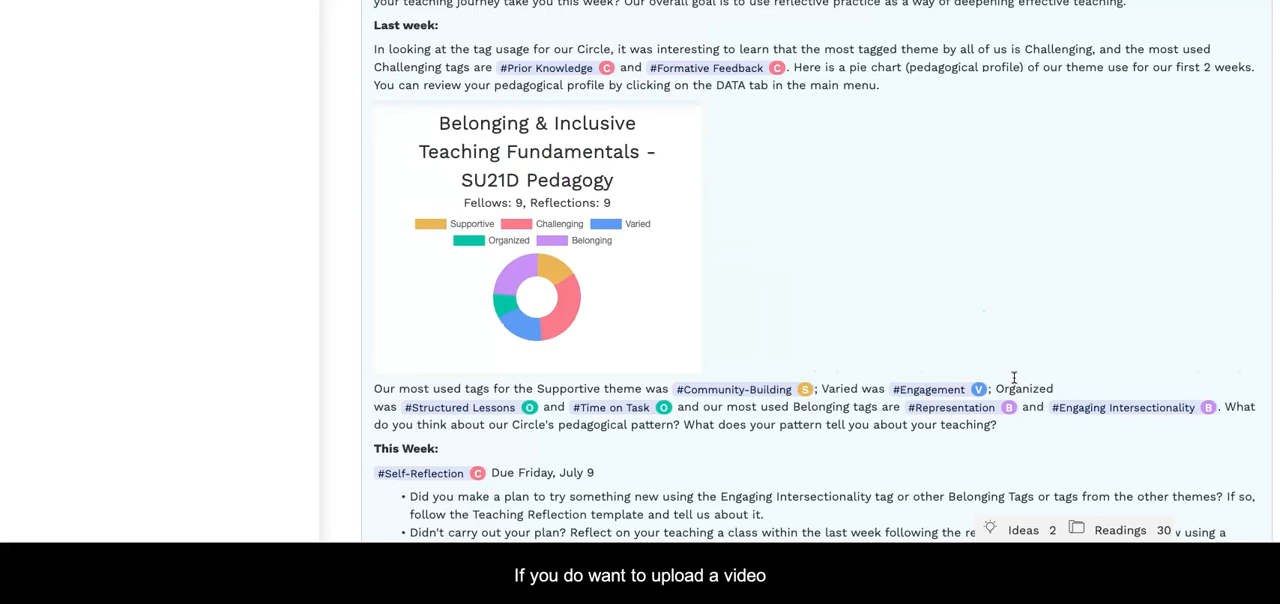 your teaching journey take you this week? Our overall goal is to use reflective practice as a way of deepening effective teaching.
Last week:
In looking at the tag usage for our Circle, it was interesting to learn that the most tagged theme by all of us is Challenging, and the most used
Challenging tags are #Prior Knowledge C and #Formative Feedback C. Here is a pie chart (pedagogical profile) of our theme use for our first 2 weeks.
You can review your pedagogical profile by clicking on the DATA tab in the main menu.
Belonging & Inclusive
Teaching Fundamentals -
SU21D Pedagogy
Fellows: 9, Reflections: 9
Supportive Challenging Varied
Organized Belonging
Our most used tags for the Supportive theme was #Community-Building S; Varied was #Engagement V; Organized
was #Structured Lessons O and #Time on Task O and our most used Belonging tags are #Representation B and #Engaging Intersectionality B. What
do you think about our Circle's pedagogical pattern? What does your pattern tell you about your teaching?
This Week:
#Self-Reflection C Due Friday, July 9
• Did you make a plan to try something new using the Engaging Intersectionality tag or other Belonging Tags or tags from the other themes? If so,
follow the Teaching Reflection template and tell us about it.
• Didn't carry out your plan? Reflect on your teaching a class within the last week following the re
v using a
Ideas 2 Readings 30
If you do want to upload a video